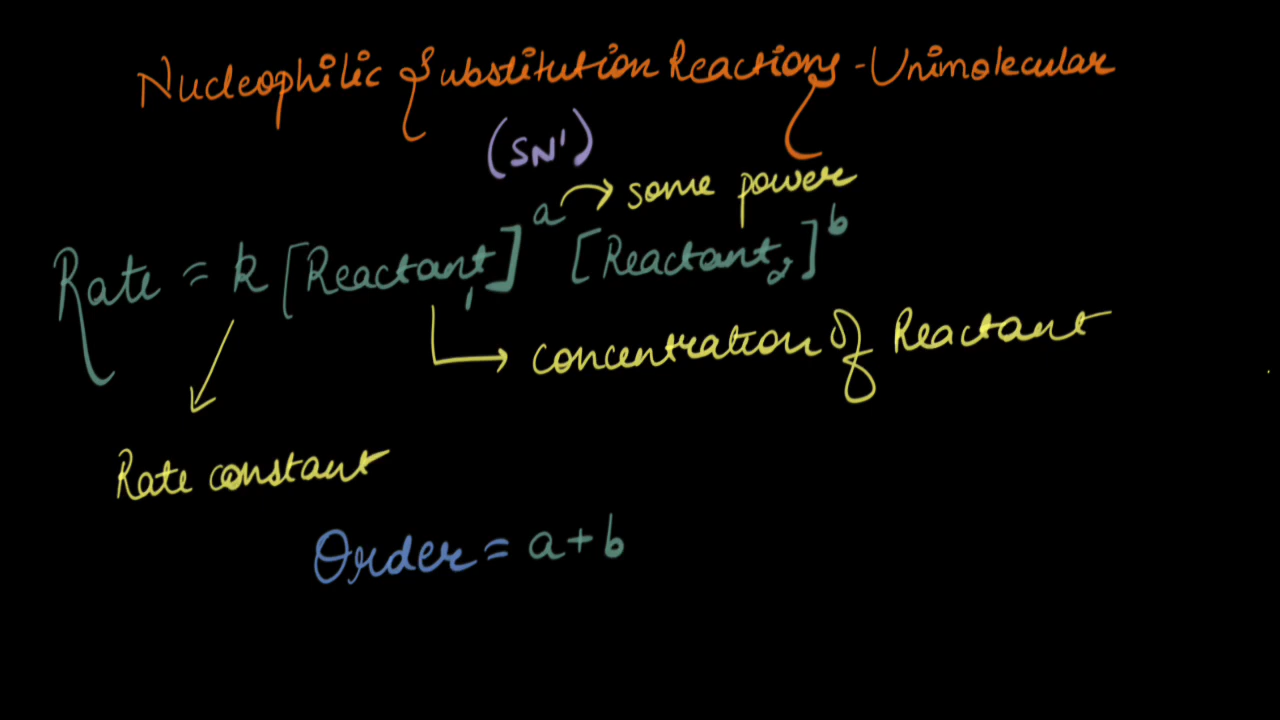 Nucleophilic Substitution Reactions - Unimolecular
(SN¹)
a → some power
Rate = k [Reactant₁]ᵃ [Reactant₂]ᵇ
concentration of Reactant
Rate constant
Order = a + b